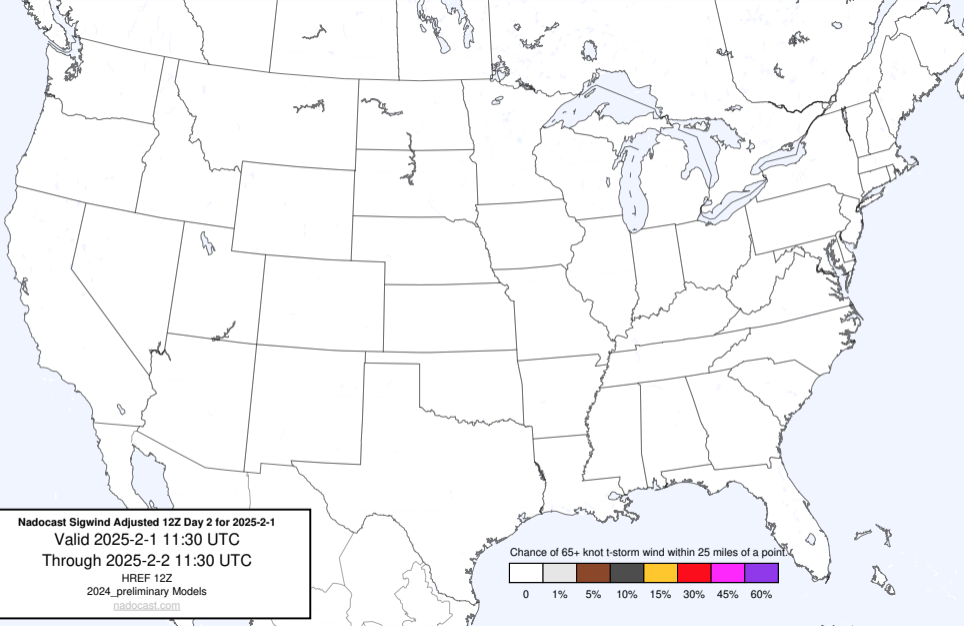 Nadocast Sigwind Adjusted 12Z Day 2 for 2025-2-1
Valid 2025-2-1 11:30 UTC
Through 2025-2-2 11:30 UTC
HREF 12Z
2024_preliminary Models
nadocast.com
Chance of 65+ knot t-storm wind within 25 miles of a point.
0 1% 5% 10% 15% 30% 45% 60%